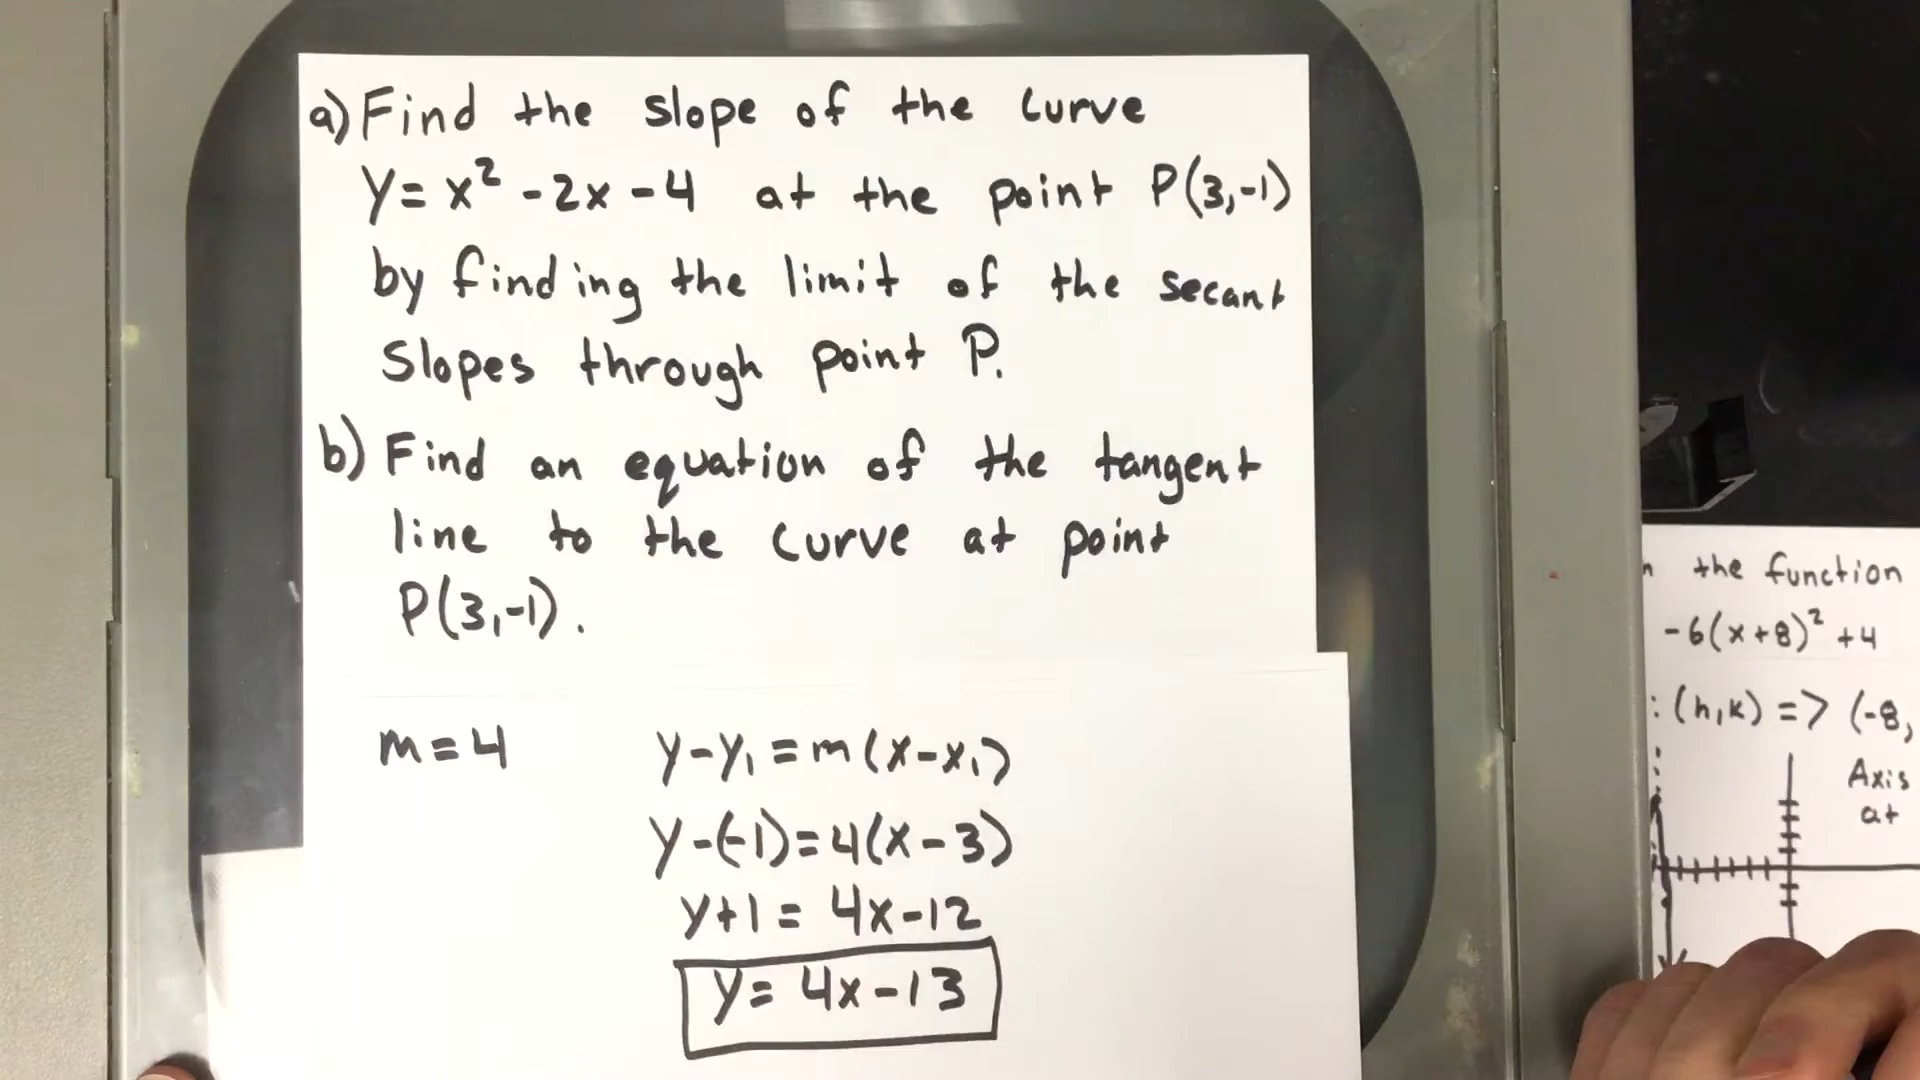 a) Find the slope of the curve
y = x² - 2x - 4 at the point P(3,-1)
by finding the limit of the secant
slopes through point P.
b) Find an equation of the tangent
line to the curve at point
P(3,-1).
m = 4
y - y₁ = m(x - x₁)
y - (-1) = 4(x - 3)
y + 1 = 4x - 12
y = 4x - 13
the function
-6(x+8)² + 4
: (h,k) => (-8,
Axis
at